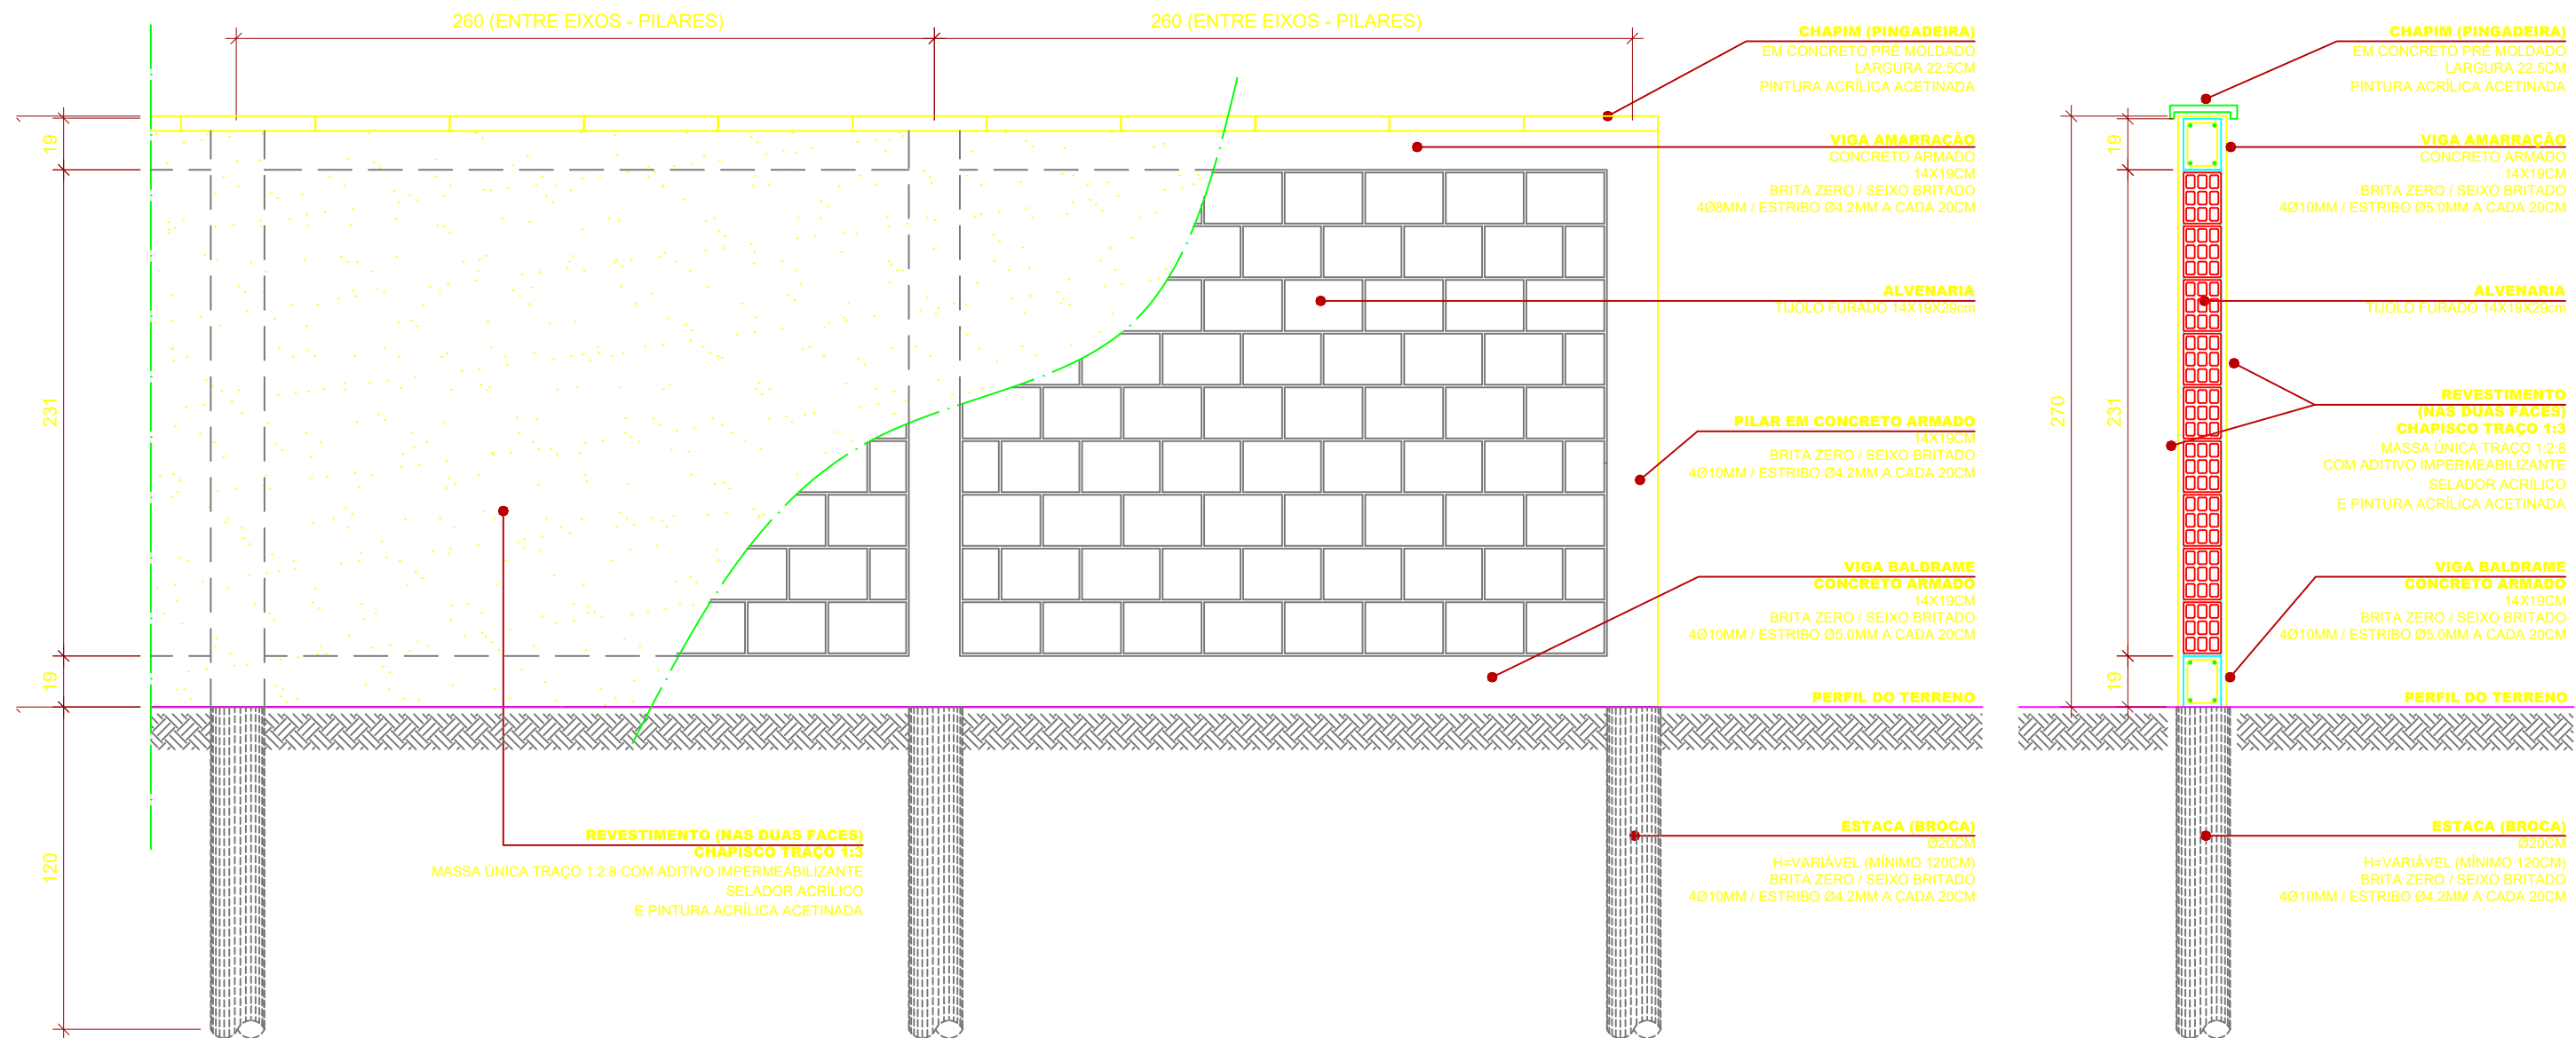 260 (ENTRE EIXOS - PILARES)
260 (ENTRE EIXOS - PILARES)
19
231
19
120
CHAPIM (PINGADEIRA)
EM CONCRETO PRÉ MOLDADO
LARGURA 22.5CM
PINTURA ACRÍLICA ACETINADA
VIGA AMARRAÇÃO
CONCRETO ARMADO
14X19CM
BRITA ZERO / SEIXO BRITADO
4Ø8MM / ESTRIBO Ø4.2MM A CADA 20CM
ALVENARIA
TIJOLO FURADO 14X19X29cm
PILAR EM CONCRETO ARMADO
14X19CM
BRITA ZERO / SEIXO BRITADO
4Ø10MM / ESTRIBO Ø4.2MM A CADA 20CM
VIGA BALDRAME
CONCRETO ARMADO
14X19CM
BRITA ZERO / SEIXO BRITADO
4Ø10MM / ESTRIBO Ø5.0MM A CADA 20CM
PERFIL DO TERRENO
ESTACA (BROCA)
Ø20CM
H=VARIÁVEL (MÍNIMO 120CM)
BRITA ZERO / SEIXO BRITADO
4Ø10MM / ESTRIBO Ø4.2MM A CADA 20CM
REVESTIMENTO (NAS DUAS FACES)
CHAPISCO TRAÇO 1:3
MASSA ÚNICA TRAÇO 1:2:8 COM ADITIVO IMPERMEABILIZANTE
SELADOR ACRÍLICO
E PINTURA ACRÍLICA ACETINADA
270
19
231
19
CHAPIM (PINGADEIRA)
EM CONCRETO PRÉ MOLDADO
LARGURA 22.5CM
PINTURA ACRÍLICA ACETINADA
VIGA AMARRAÇÃO
CONCRETO ARMADO
14X19CM
BRITA ZERO / SEIXO BRITADO
4Ø10MM / ESTRIBO Ø5.0MM A CADA 20CM
ALVENARIA
TIJOLO FURADO 14X19X29cm
REVESTIMENTO
(NAS DUAS FACES)
CHAPISCO TRAÇO 1:3
MASSA ÚNICA TRAÇO 1:2:8
COM ADITIVO IMPERMEABILIZANTE
SELADOR ACRÍLICO
E PINTURA ACRÍLICA ACETINADA
VIGA BALDRAME
CONCRETO ARMADO
14X19CM
BRITA ZERO / SEIXO BRITADO
4Ø10MM / ESTRIBO Ø5.0MM A CADA 20CM
PERFIL DO TERRENO
ESTACA (BROCA)
Ø20CM
H=VARIÁVEL (MÍNIMO 120CM)
BRITA ZERO / SEIXO BRITADO
4Ø10MM / ESTRIBO Ø4.2MM A CADA 20CM